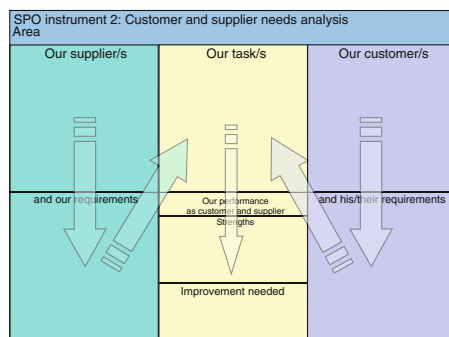 SPO instrument 2: Customer and supplier needs analysis
Area
Our supplier/s
Our task/s
Our customer/s
and our requirements
Our performance
as customer and supplier
Strengths
and his/their requirements
Improvement needed